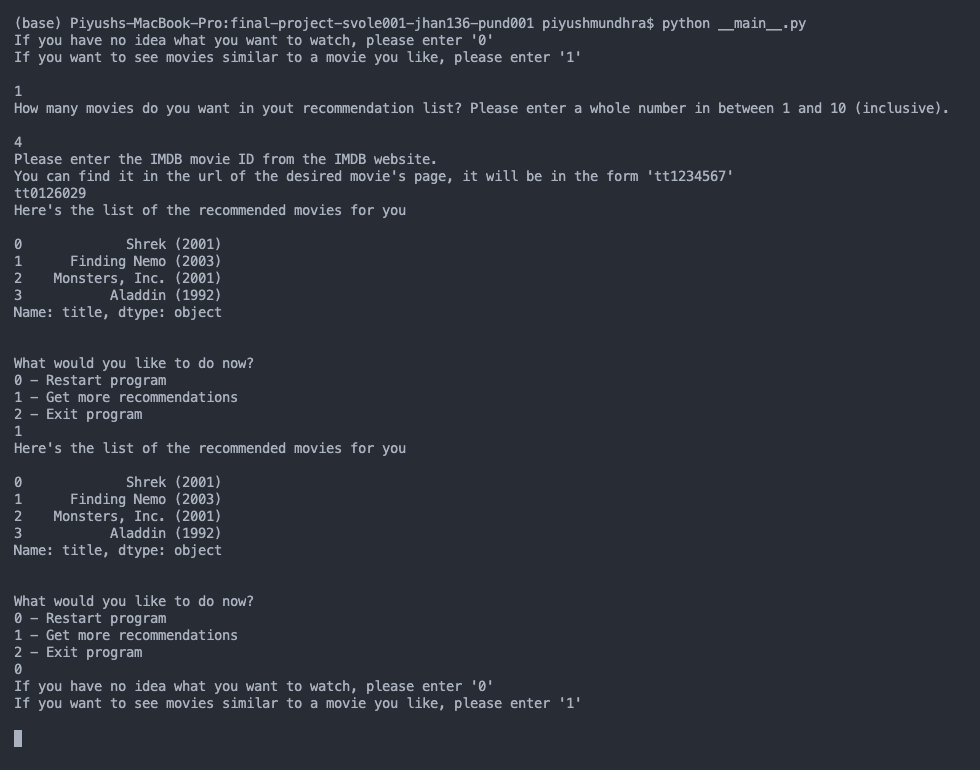 (base) Piyushs-MacBook-Pro:final-project-svole001-jhan136-pund001 piyushmundhra$ python __main__.py
If you have no idea what you want to watch, please enter '0'
If you want to see movies similar to a movie you like, please enter '1'
1
How many movies do you want in yout recommendation list? Please enter a whole number in between 1 and 10 (inclusive).
4
Please enter the IMDB movie ID from the IMDB website.
You can find it in the url of the desired movie's page, it will be in the form 'tt1234567'
tt0126029
Here's the list of the recommended movies for you
0             Shrek (2001)
1      Finding Nemo (2003)
2    Monsters, Inc. (2001)
3           Aladdin (1992)
Name: title, dtype: object
What would you like to do now?
0 – Restart program
1 – Get more recommendations
2 – Exit program
1
Here's the list of the recommended movies for you
0             Shrek (2001)
1      Finding Nemo (2003)
2    Monsters, Inc. (2001)
3           Aladdin (1992)
Name: title, dtype: object
What would you like to do now?
0 – Restart program
1 – Get more recommendations
2 – Exit program
0
If you have no idea what you want to watch, please enter '0'
If you want to see movies similar to a movie you like, please enter '1'